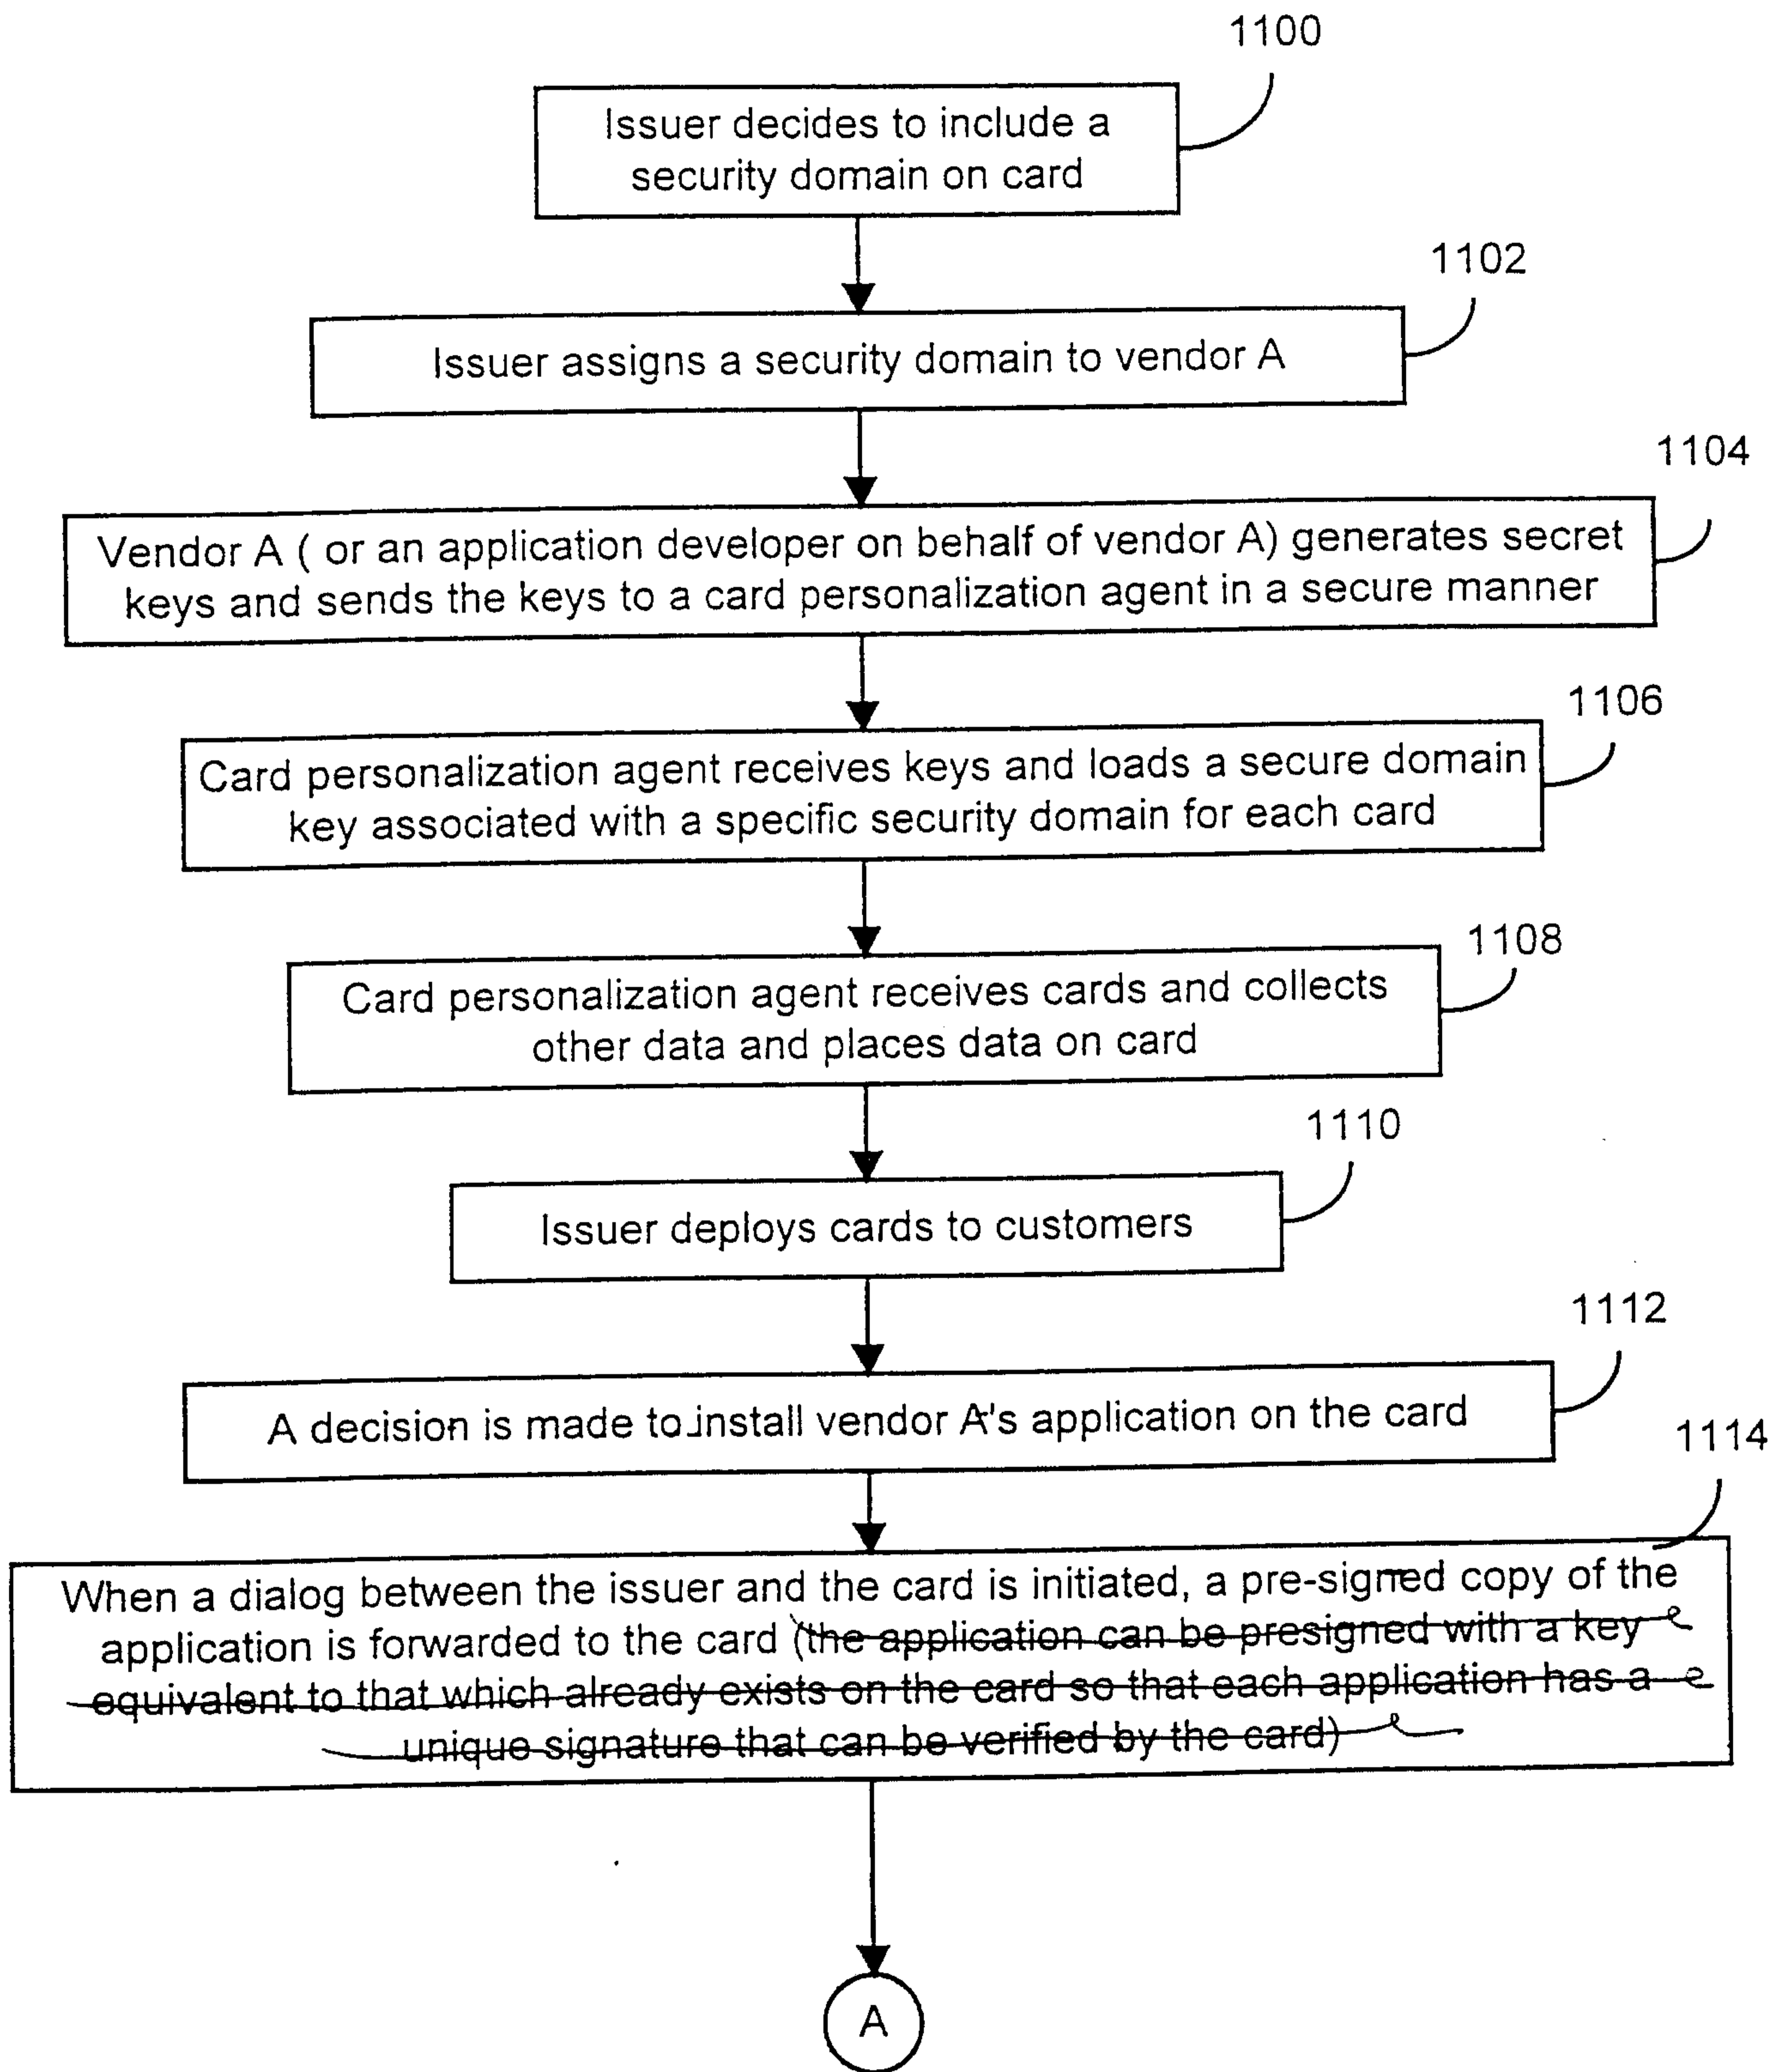 1100
Issuer decides to include a
security domain on card
1102
Issuer assigns a security domain to vendor A
1104
Vendor A ( or an application developer on behalf of vendor A) generates secret
keys and sends the keys to a card personalization agent in a secure manner
1106
Card personalization agent receives keys and loads a secure domain
key associated with a specific security domain for each card
1108
Card personalization agent receives cards and collects
other data and places data on card
1110
Issuer deploys cards to customers
1112
A decision is made to install vendor A's application on the card
1114
When a dialog between the issuer and the card is initiated, a pre-signed copy of the
application is forwarded to the card (the application can be presigned with a key
equivalent to that which already exists on the card so that each application has a
unique signature that can be verified by the card)
A